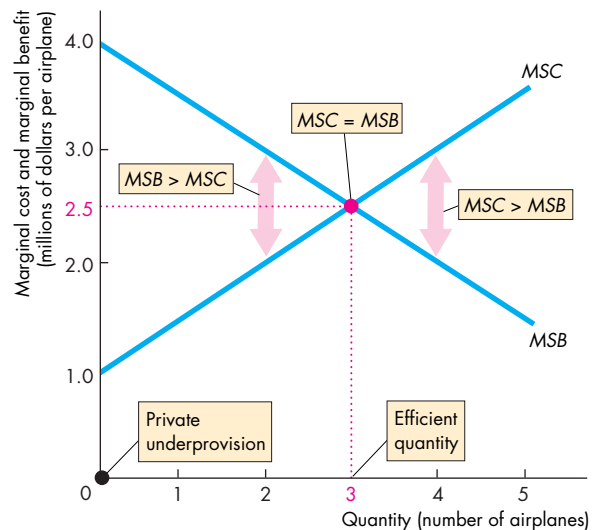 Marginal cost and marginal benefit
(millions of dollars per airplane)
4.0
3.0
2.5
2.0
1.0
0
MSC
MSC = MSB
MSB > MSC
MSC > MSB
MSB
Private
underprovision
Efficient
quantity
1
2
3
4
5
Quantity (number of airplanes)